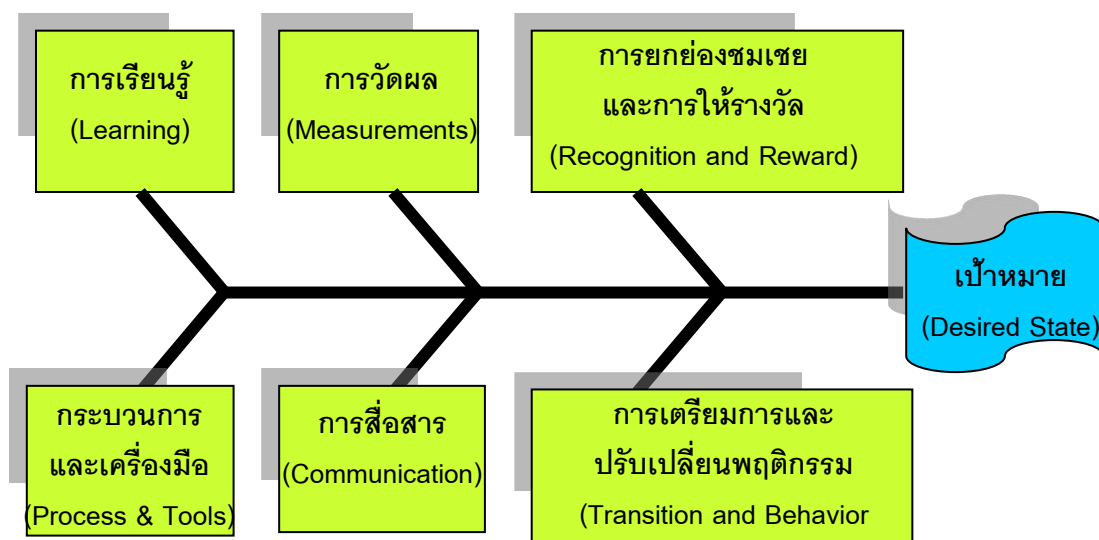 การเรียนรู้
(Learning)
การวัดผล
(Measurements)
การยกย่องชมเชย
และการให้รางวัล
(Recognition and Reward)
เป้าหมาย
(Desired State)
กระบวนการ
และเครื่องมือ
(Process & Tools)
การสื่อสาร
(Communication)
การเตรียมการและ
ปรับเปลี่ยนพฤติกรรม
(Transition and Behavior